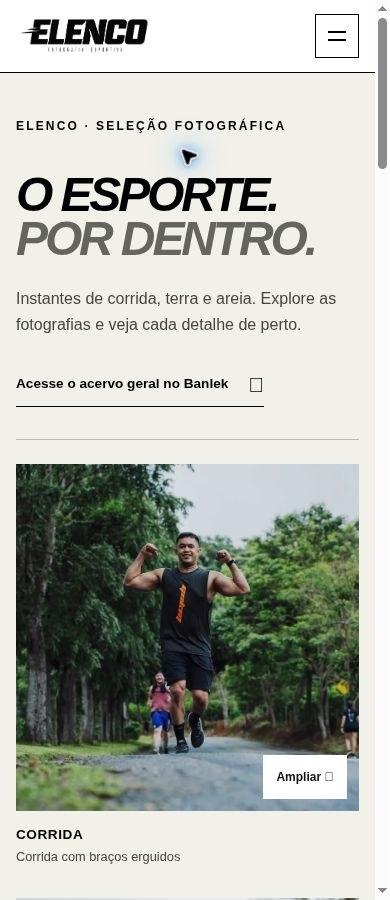 ELENCO
FOTOGRAFIA ESPORTIVA
ELENCO · SELEÇÃO FOTOGRÁFICA
O ESPORTE.
POR DENTRO.
Instantes de corrida, terra e areia. Explore as
fotografias e veja cada detalhe de perto.
Acesse o acervo geral no Banlek
Ampliar
CORRIDA
Corrida com braços erguidos